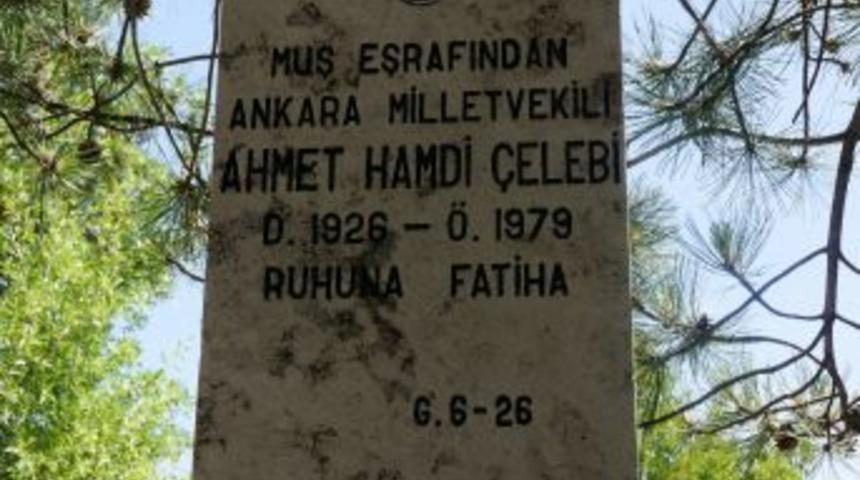 MUŞ EŞRAFINDAN
ANKARA MİLLETVEKİLİ
AHMET HAMDİ ÇELEBİ
D. 1926 – Ö. 1979
RUHUNA FATİHA
G.6-26